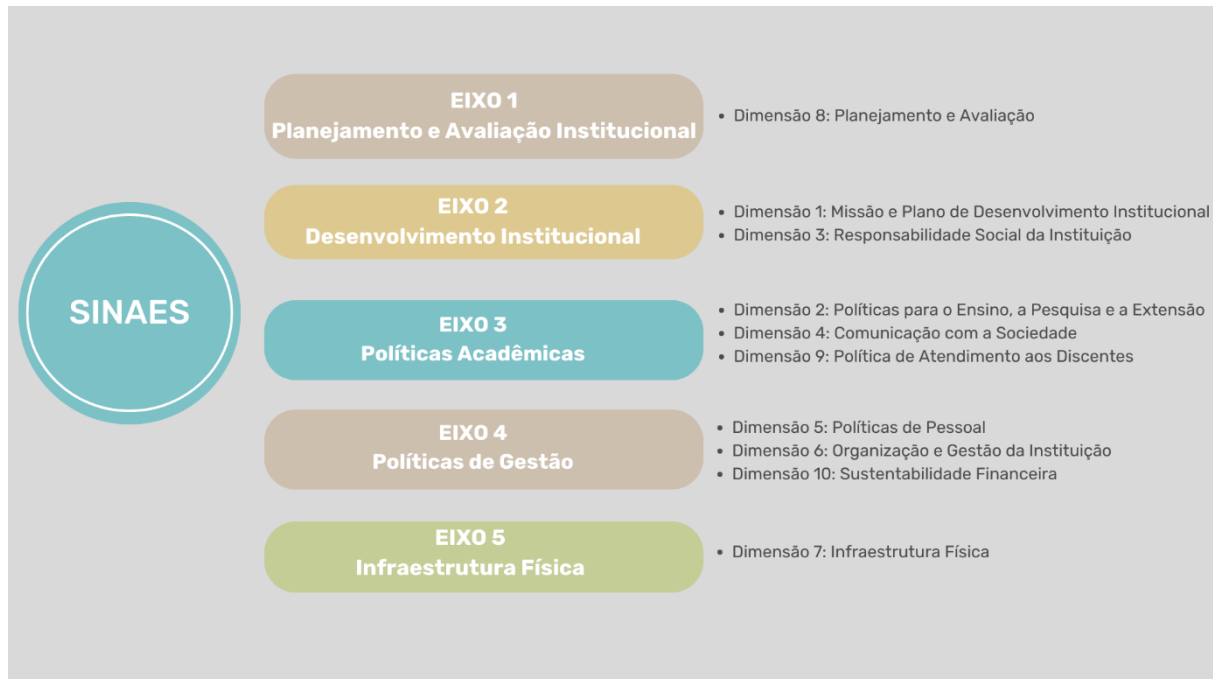 SINAES
EIXO 1
Planejamento e Avaliação Institucional
• Dimensão 8: Planejamento e Avaliação
EIXO 2
Desenvolvimento Institucional
• Dimensão 1: Missão e Plano de Desenvolvimento Institucional
• Dimensão 3: Responsabilidade Social da Instituição
EIXO 3
Políticas Acadêmicas
• Dimensão 2: Políticas para o Ensino, a Pesquisa e a Extensão
• Dimensão 4: Comunicação com a Sociedade
• Dimensão 9: Política de Atendimento aos Discentes
EIXO 4
Políticas de Gestão
• Dimensão 5: Políticas de Pessoal
• Dimensão 6: Organização e Gestão da Instituição
• Dimensão 10: Sustentabilidade Financeira
EIXO 5
Infraestrutura Física
• Dimensão 7: Infraestrutura Física